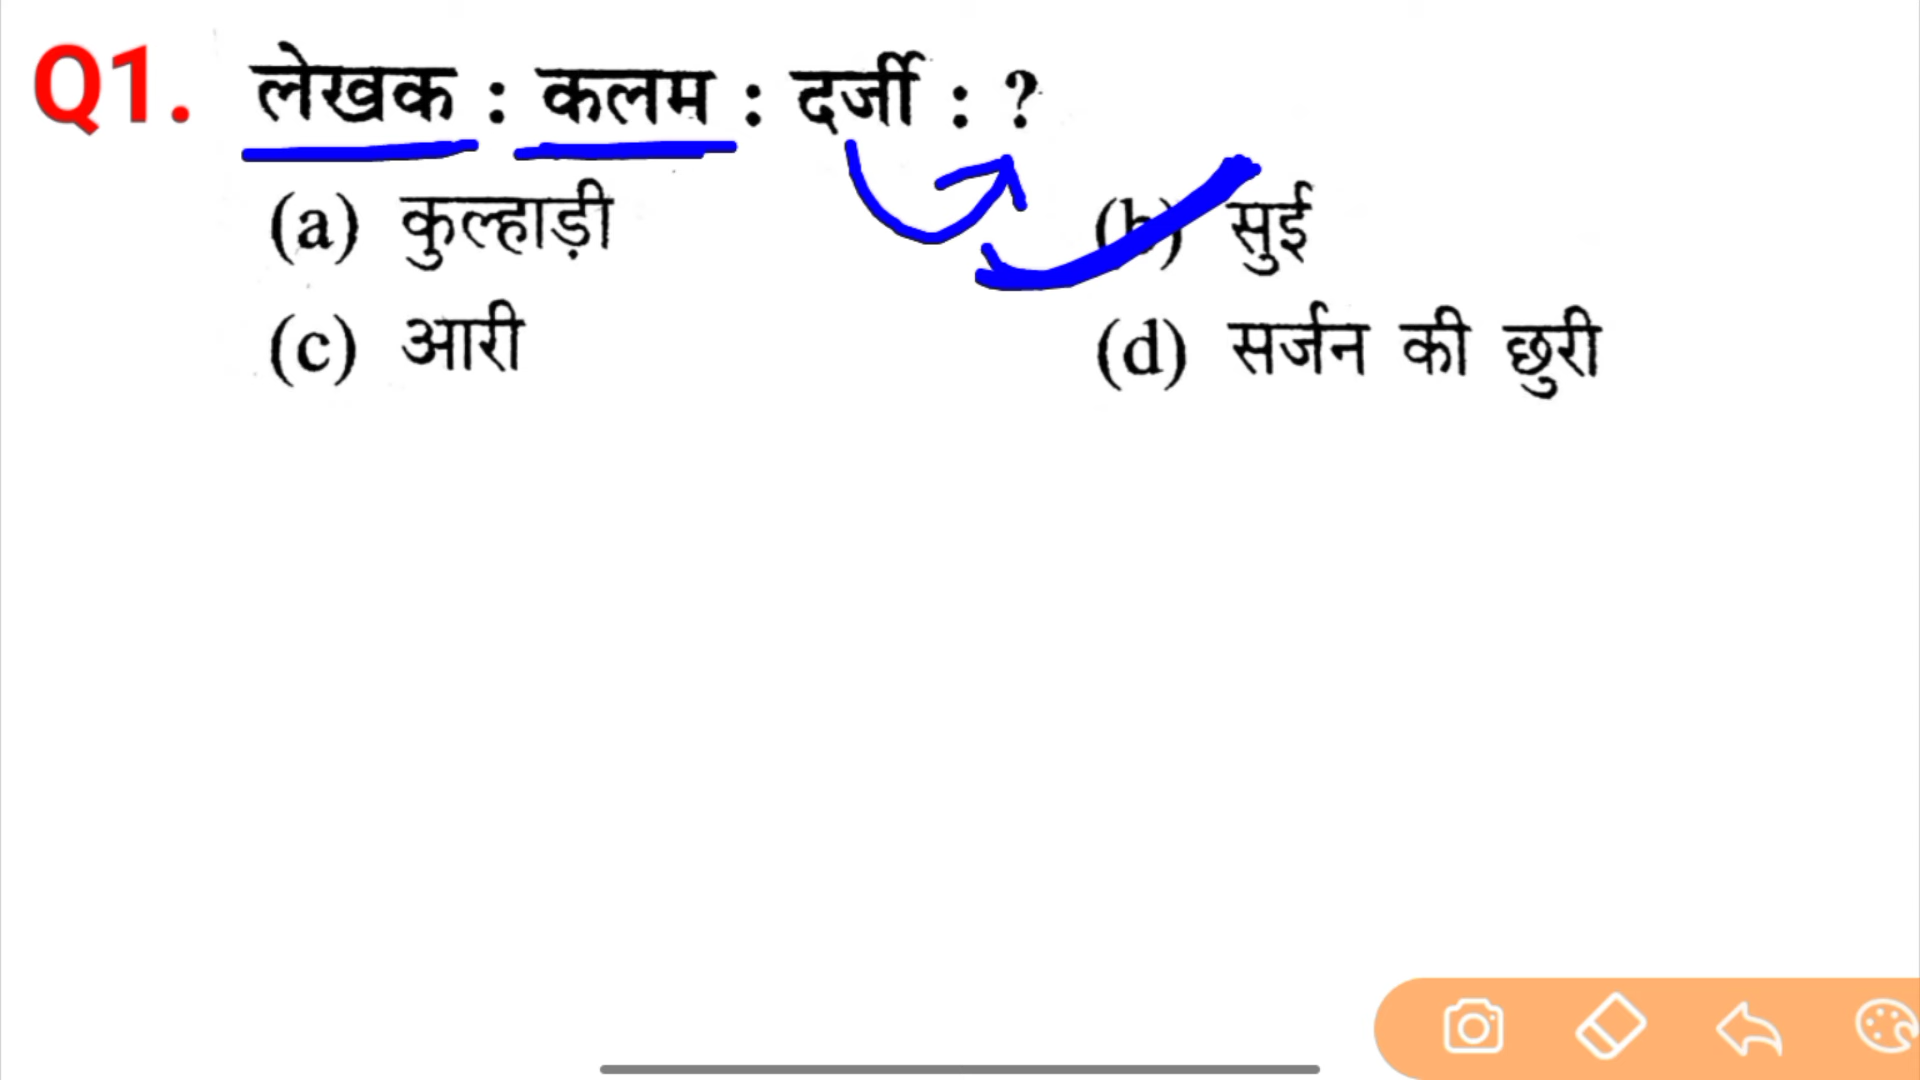 Q1. लेखक : कलम : दर्जी : ?
(a) कुल्हाड़ी (b) सुई
(c) आरी (d) सर्जन की छुरी